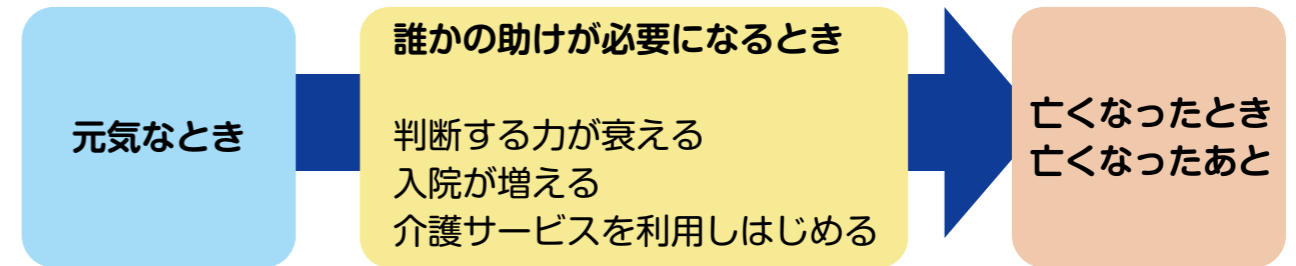 元気なとき
誰かの助けが必要になるとき
判断する力が衰える
入院が増える
介護サービスを利用しはじめる
亡くなったとき
亡くなったあと